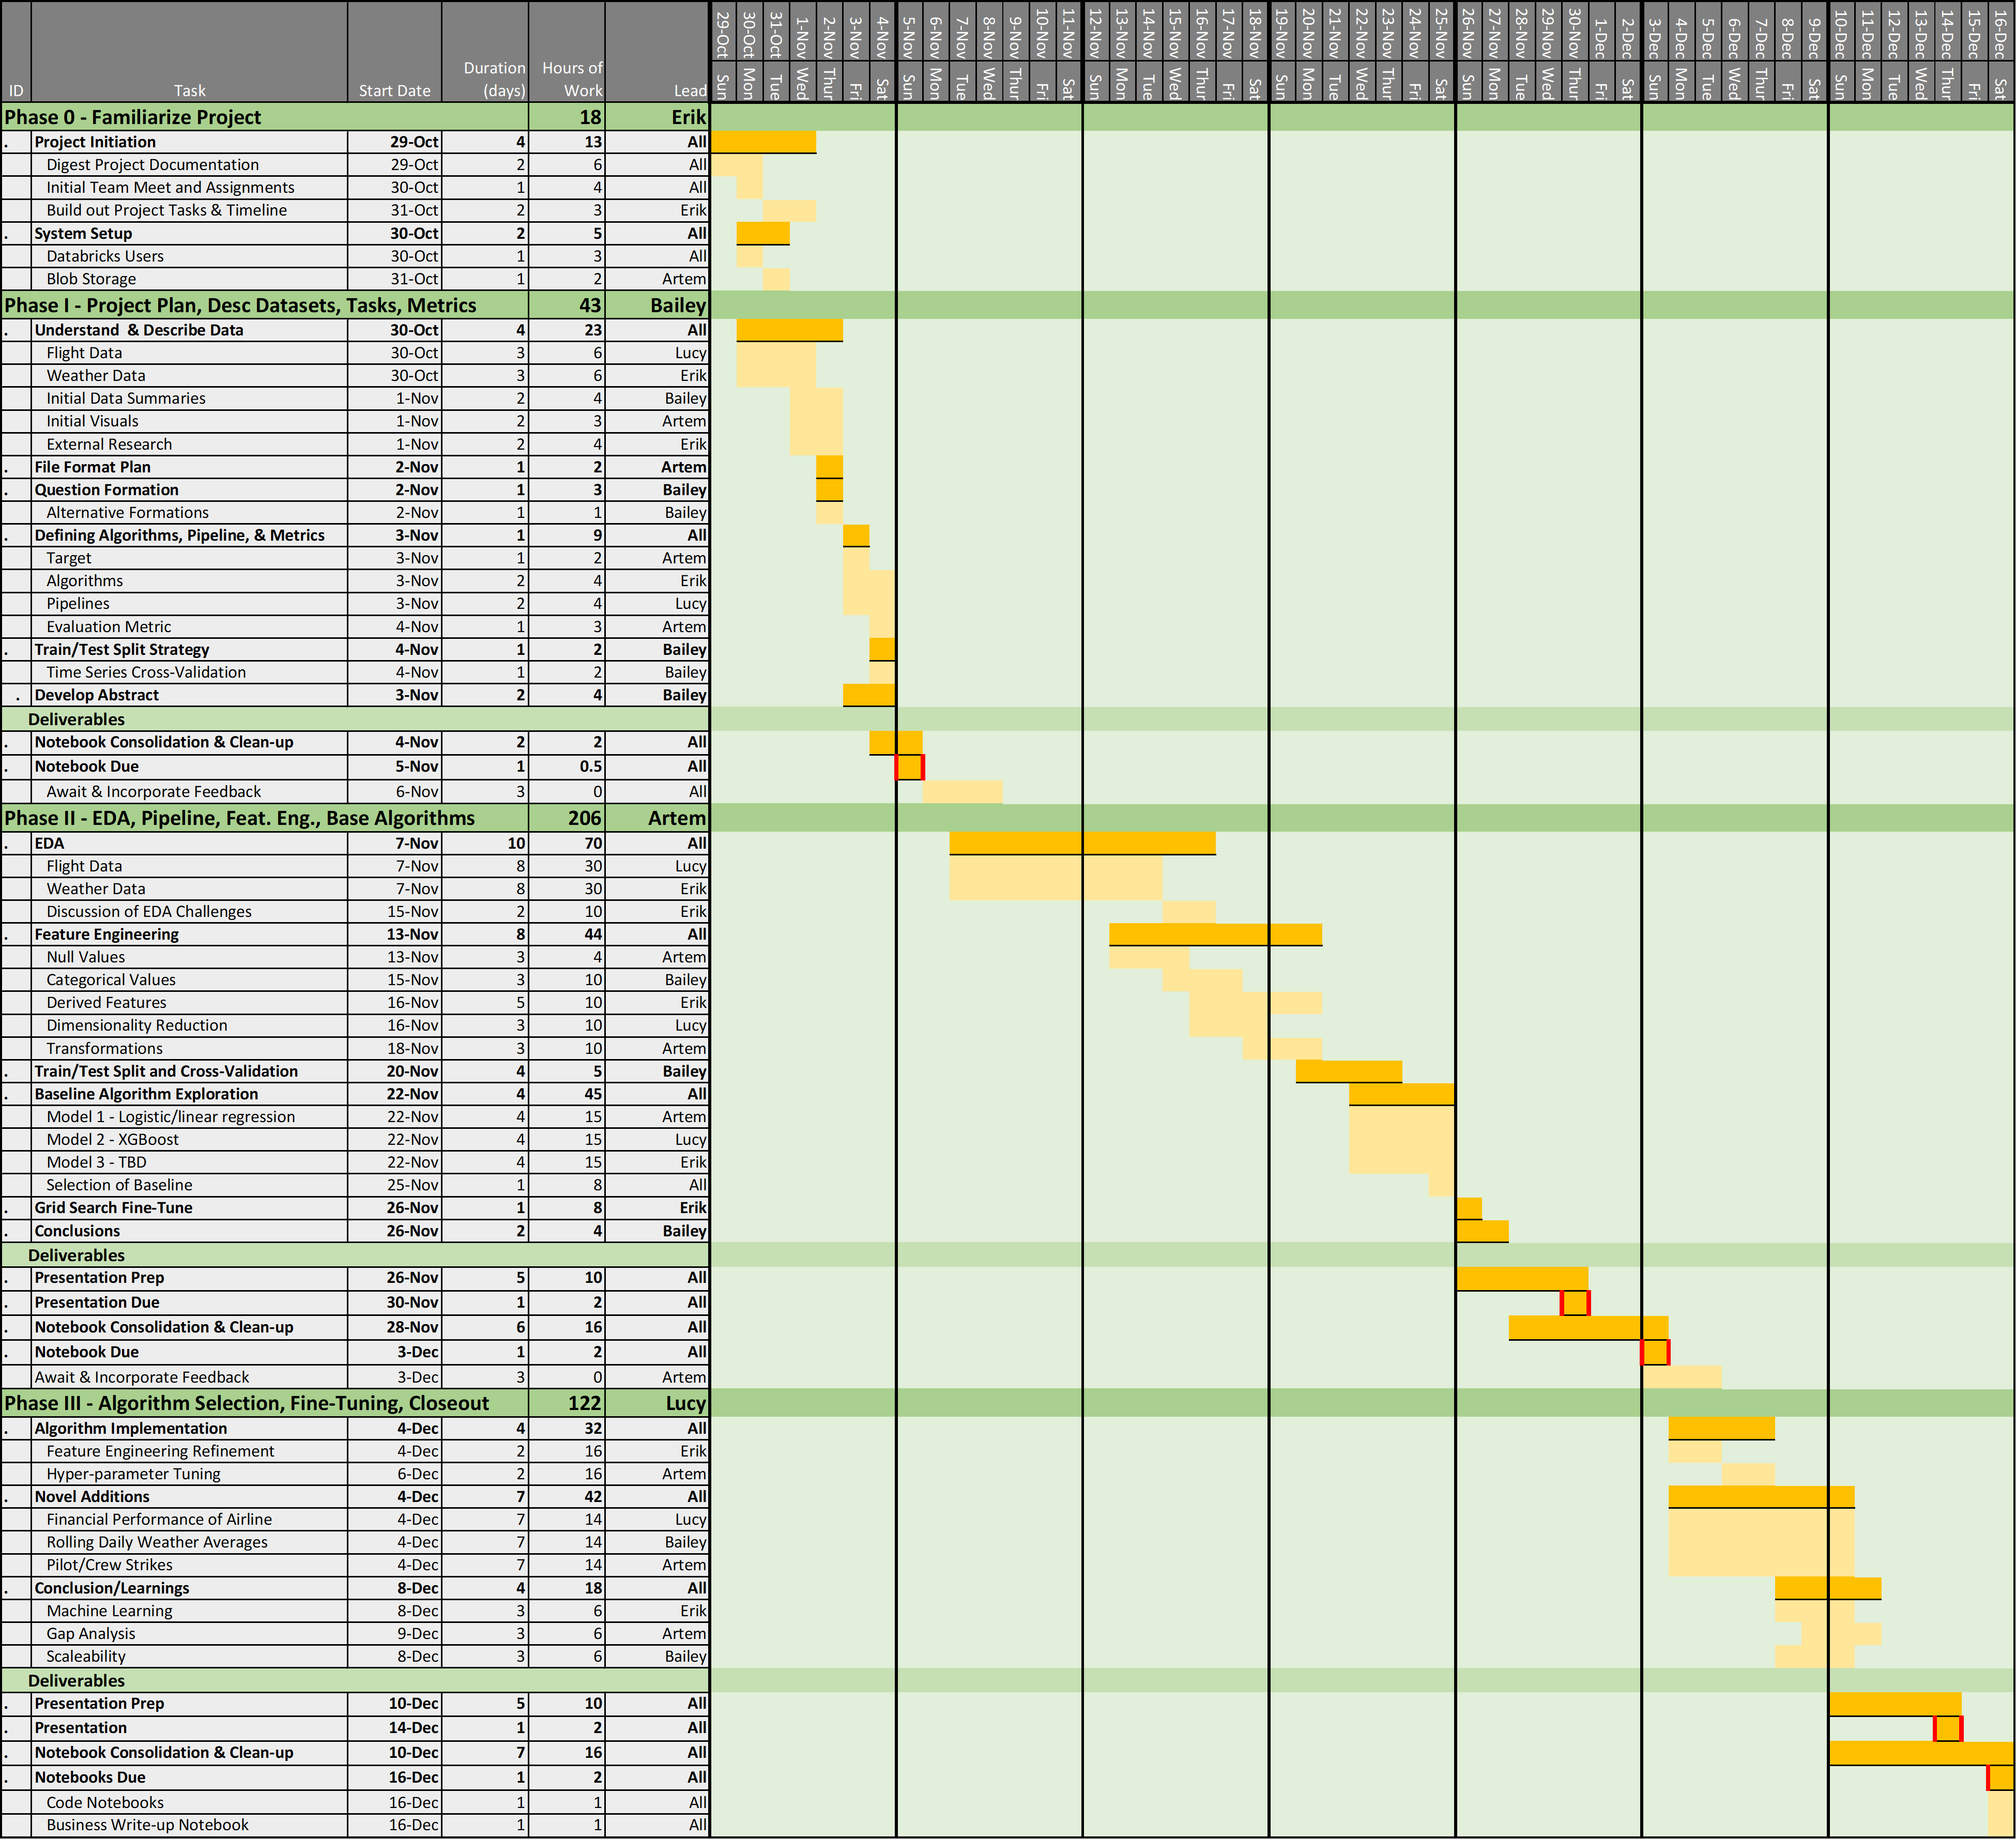 29-Oct 30-Oct 31-Oct 1-Nov 2-Nov 3-Nov 4-Nov 5-Nov 6-Nov 7-Nov 8-Nov 9-Nov 10-Nov 11-Nov 12-Nov 13-Nov 14-Nov 15-Nov 16-Nov 17-Nov 18-Nov 19-Nov 20-Nov 21-Nov 22-Nov 23-Nov 24-Nov 25-Nov 26-Nov 27-Nov 28-Nov 29-Nov 30-Nov 1-Dec 2-Dec 3-Dec 4-Dec 5-Dec 6-Dec 7-Dec 8-Dec 9-Dec 10-Dec 11-Dec 12-Dec 13-Dec 14-Dec 15-Dec 16-Dec
Sun Mon Tue Wed Thur Fri Sat Sun Mon Tue Wed Thur Fri Sat Sun Mon Tue Wed Thur Fri Sat Sun Mon Tue Wed Thur Fri Sat Sun Mon Tue Wed Thur Fri Sat Sun Mon Tue Wed Thur Fri Sat Sun Mon Tue Wed Thur Fri Sat
ID Task Start Date Duration (days) Hours of Work Lead
Phase 0 - Familiarize Project 18 Erik
. Project Initiation 29-Oct 4 13 All
Digest Project Documentation 29-Oct 2 6 All
Initial Team Meet and Assignments 30-Oct 1 4 All
Build out Project Tasks & Timeline 31-Oct 2 3 Erik
. System Setup 30-Oct 2 5 All
Databricks Users 30-Oct 1 3 All
Blob Storage 31-Oct 1 2 Artem
Phase I - Project Plan, Desc Datasets, Tasks, Metrics 43 Bailey
. Understand & Describe Data 30-Oct 4 23 All
Flight Data 30-Oct 3 6 Lucy
Weather Data 30-Oct 3 6 Erik
Initial Data Summaries 1-Nov 2 4 Bailey
Initial Visuals 1-Nov 2 3 Artem
External Research 1-Nov 2 4 Erik
. File Format Plan 2-Nov 1 2 Artem
. Question Formation 2-Nov 1 3 Bailey
Alternative Formations 2-Nov 1 1 Bailey
. Defining Algorithms, Pipeline, & Metrics 3-Nov 1 9 All
Target 3-Nov 1 2 Artem
Algorithms 3-Nov 2 4 Erik
Pipelines 3-Nov 2 4 Lucy
Evaluation Metric 4-Nov 1 3 Artem
. Train/Test Split Strategy 4-Nov 1 2 Bailey
Time Series Cross-Validation 4-Nov 1 2 Bailey
. Develop Abstract 3-Nov 2 4 Bailey
Deliverables
. Notebook Consolidation & Clean-up 4-Nov 2 2 All
. Notebook Due 5-Nov 1 0.5 All
Await & Incorporate Feedback 6-Nov 3 0 All
Phase II - EDA, Pipeline, Feat. Eng., Base Algorithms 206 Artem
. EDA 7-Nov 10 70 All
Flight Data 7-Nov 8 30 Lucy
Weather Data 7-Nov 8 30 Erik
Discussion of EDA Challenges 15-Nov 2 10 Erik
. Feature Engineering 13-Nov 8 44 All
Null Values 13-Nov 3 4 Artem
Categorical Values 15-Nov 3 10 Bailey
Derived Features 16-Nov 5 10 Erik
Dimensionality Reduction 16-Nov 3 10 Lucy
Transformations 18-Nov 3 10 Artem
. Train/Test Split and Cross-Validation 20-Nov 4 5 Bailey
. Baseline Algorithm Exploration 22-Nov 4 45 All
Model 1 - Logistic/linear regression 22-Nov 4 15 Artem
Model 2 - XGBoost 22-Nov 4 15 Lucy
Model 3 - TBD 22-Nov 4 15 Erik
Selection of Baseline 25-Nov 1 8 All
. Grid Search Fine-Tune 26-Nov 1 8 Erik
. Conclusions 26-Nov 2 4 Bailey
Deliverables
. Presentation Prep 26-Nov 5 10 All
. Presentation Due 30-Nov 1 2 All
. Notebook Consolidation & Clean-up 28-Nov 6 16 All
. Notebook Due 3-Dec 1 2 All
Await & Incorporate Feedback 3-Dec 3 0 Artem
Phase III - Algorithm Selection, Fine-Tuning, Closeout 122 Lucy
. Algorithm Implementation 4-Dec 4 32 All
Feature Engineering Refinement 4-Dec 2 16 Erik
Hyper-parameter Tuning 6-Dec 2 16 Artem
. Novel Additions 4-Dec 7 42 All
Financial Performance of Airline 4-Dec 7 14 Lucy
Rolling Daily Weather Averages 4-Dec 7 14 Bailey
Pilot/Crew Strikes 4-Dec 7 14 Artem
. Conclusion/Learnings 8-Dec 4 18 All
Machine Learning 8-Dec 3 6 Erik
Gap Analysis 9-Dec 3 6 Artem
Scaleability 8-Dec 3 6 Bailey
Deliverables
. Presentation Prep 10-Dec 5 10 All
. Presentation 14-Dec 1 2 All
. Notebook Consolidation & Clean-up 10-Dec 7 16 All
. Notebooks Due 16-Dec 1 2 All
Code Notebooks 16-Dec 1 1 All
Business Write-up Notebook 16-Dec 1 1 All